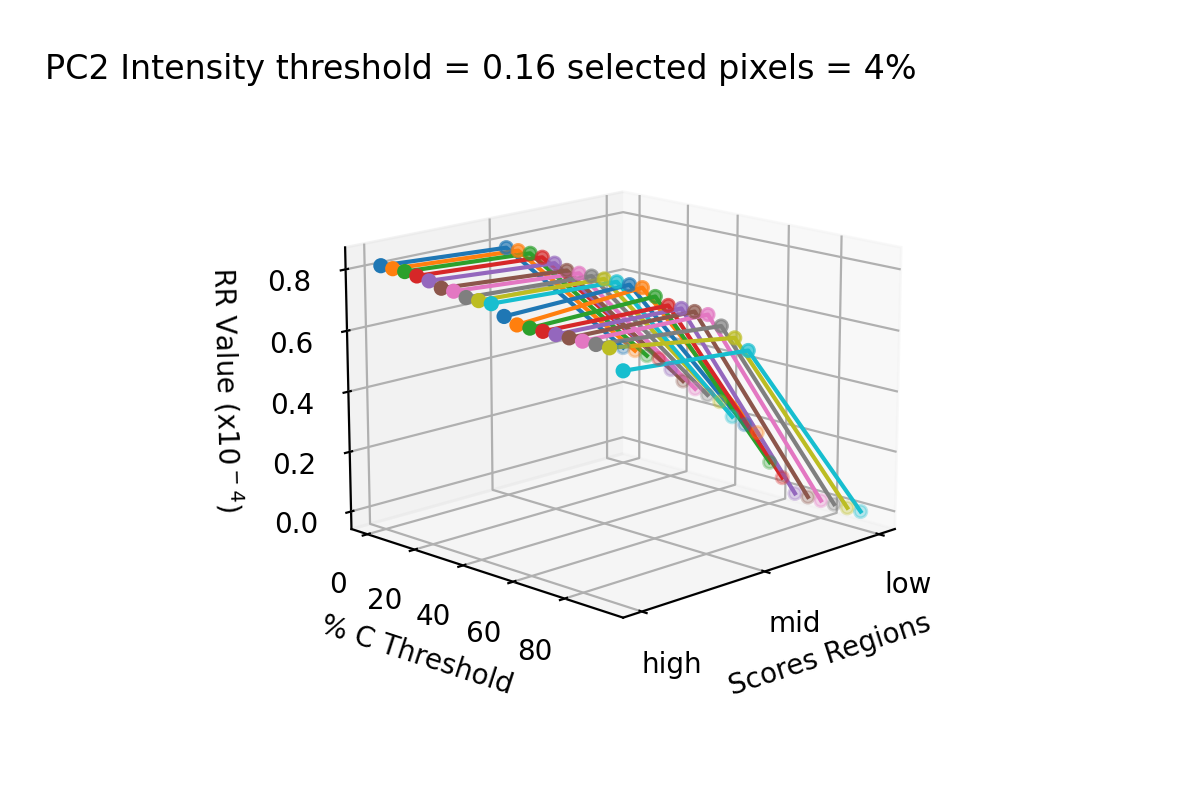 PC2 Intensity threshold = 0.16 selected pixels = 4%
RR Value (x10⁻⁴)
0.8
0.6
0.4
0.2
0.0
0
20
40
60
80
% C Threshold
high
mid
low
Scores Regions